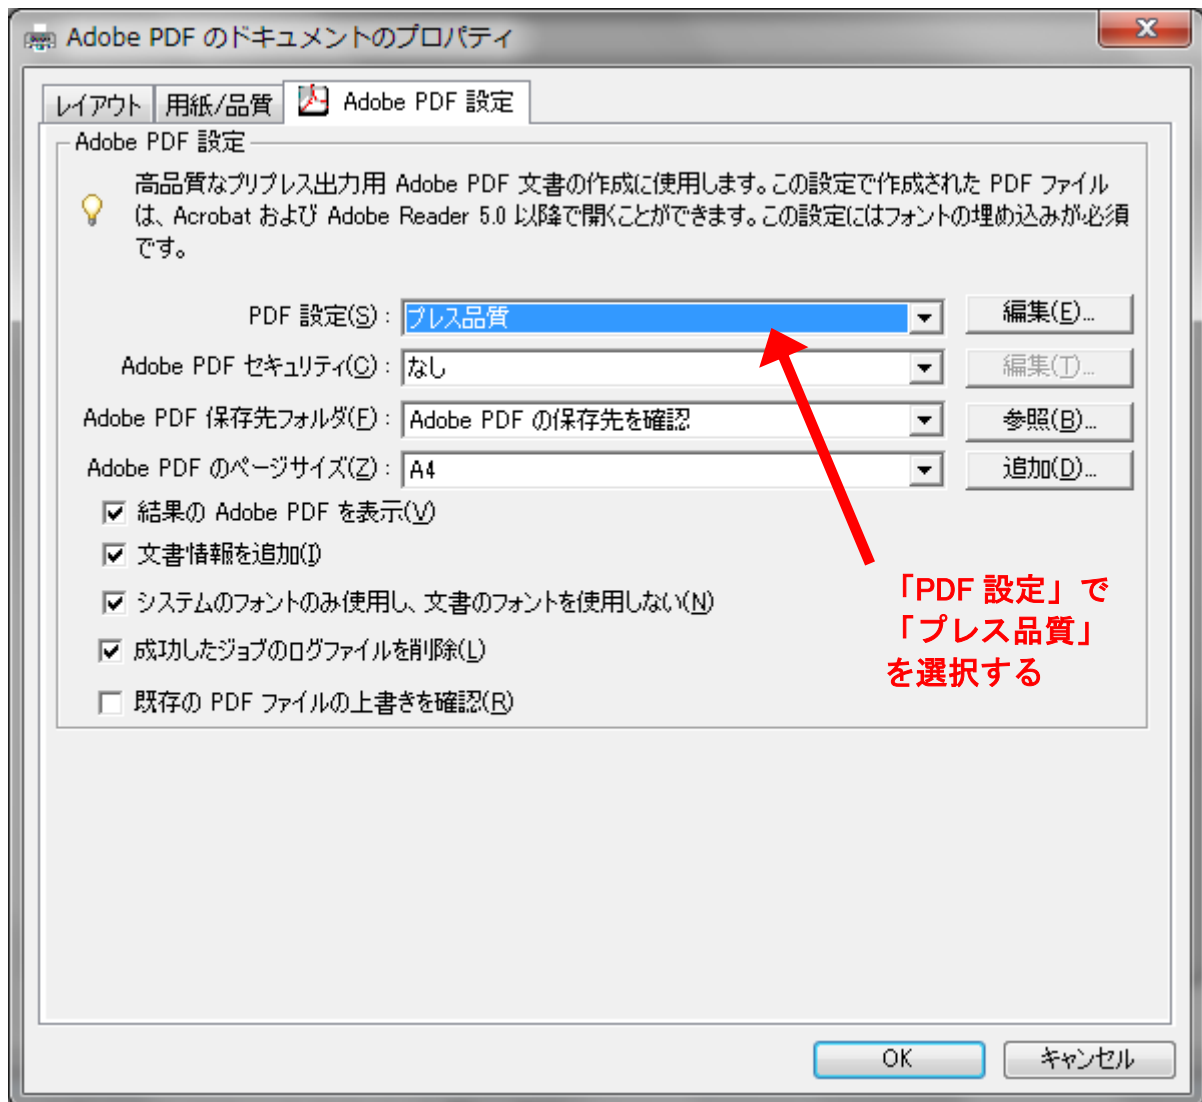 Adobe PDF のドキュメントのプロパティ
レイアウト 用紙/品質 Adobe PDF 設定
Adobe PDF 設定
高品質なプリプレス出力用 Adobe PDF 文書の作成に使用します。この設定で作成された PDF ファイル
は、Acrobat および Adobe Reader 5.0 以降で開くことができます。この設定にはフォントの埋め込みが必須
です。
PDF 設定(S): プレス品質 編集(E)...
Adobe PDF セキュリティ(C): なし 編集(T)...
Adobe PDF 保存先フォルダ(F): Adobe PDF の保存先を確認 参照(B)...
Adobe PDF のページサイズ(Z): A4 追加(D)...
結果の Adobe PDF を表示(V)
文書情報を追加(I)
システムのフォントのみ使用し、文書のフォントを使用しない(N)
成功したジョブのログファイルを削除(L)
既存の PDF ファイルの上書きを確認(R)
「PDF 設定」で
「プレス品質」
を選択する
OK キャンセル